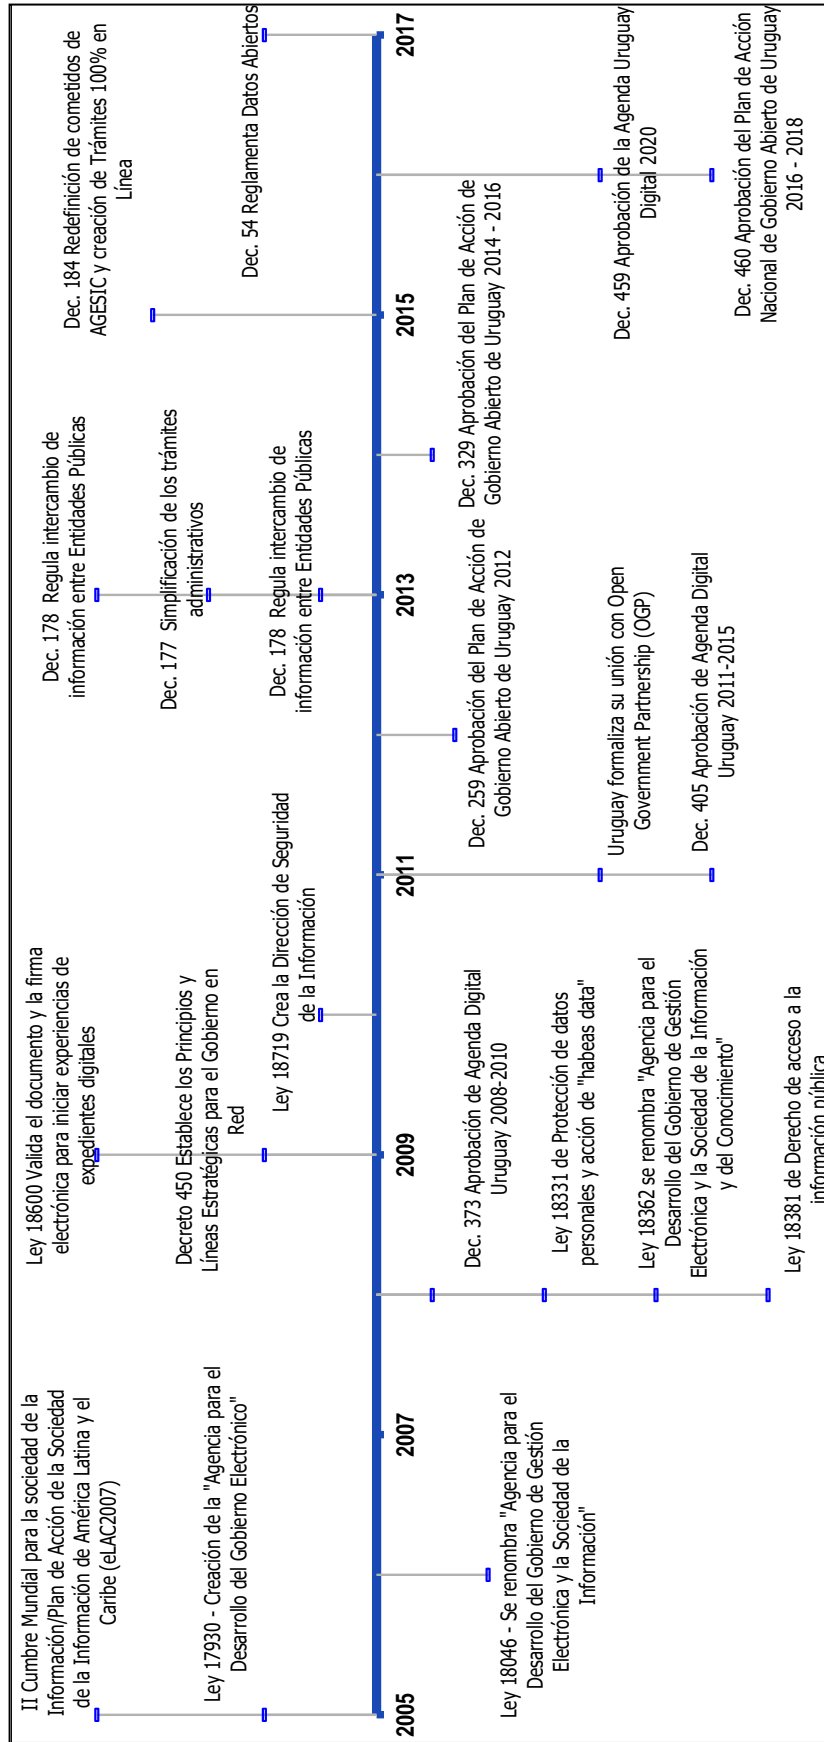 II Cumbre Mundial para la sociedad de la
Información/Plan de Acción de la Sociedad
de la Información de América Latina y el
Caribe (eLAC2007)
Ley 17930 - Creación de la "Agencia para el
Desarrollo del Gobierno Electrónico"
Ley 18600 Valida el documento y la firma
electrónica para iniciar experiencias de
expedientes digitales
Decreto 450 Establece los Principios y
Líneas Estratégicas para el Gobierno en
Red
Ley 18719 Crea la Dirección de Seguridad
de la Información
Dec. 178 Regula intercambio de
información entre Entidades Públicas
Dec. 177 Simplificación de los trámites
administrativos
Dec. 178 Regula intercambio de
información entre Entidades Públicas
Dec. 184 Redefinición de cometidos de
AGESIC y creación de Trámites 100% en
Línea
Dec. 54 Reglamenta Datos Abiertos
2005
2007
2009
2011
2013
2015
2017
Ley 18046 - Se renombra "Agencia para el
Desarrollo del Gobierno de Gestión
Electrónica y la Sociedad de la
Información"
Dec. 373 Aprobación de Agenda Digital
Uruguay 2008-2010
Ley 18331 de Protección de datos
personales y acción de "habeas data"
Ley 18362 se renombra "Agencia para el
Desarrollo del Gobierno de Gestión
Electrónica y la Sociedad de la Información
y del Conocimiento"
Ley 18381 de Derecho de acceso a la
información pública
Uruguay formaliza su unión con Open
Government Partnership (OGP)
Dec. 405 Aprobación de Agenda Digital
Uruguay 2011-2015
Dec. 259 Aprobación del Plan de Acción de
Gobierno Abierto de Uruguay 2012
Dec. 329 Aprobación del Plan de Acción de
Gobierno Abierto de Uruguay 2014 - 2016
Dec. 459 Aprobación de la Agenda Uruguay
Digital 2020
Dec. 460 Aprobación del Plan de Acción
Nacional de Gobierno Abierto de Uruguay
2016 - 2018